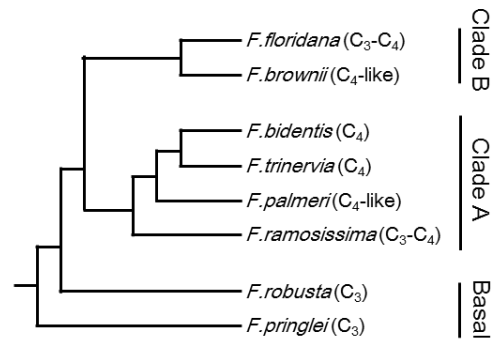 F.floridana (C₃-C₄)
F.brownii (C₄-like)
Clade B
F.bidentis (C₄)
F.trinervia (C₄)
F.palmeri (C₄-like)
F.ramosissima (C₃-C₄)
Clade A
F.robusta (C₃)
F.pringlei (C₃)
Basal